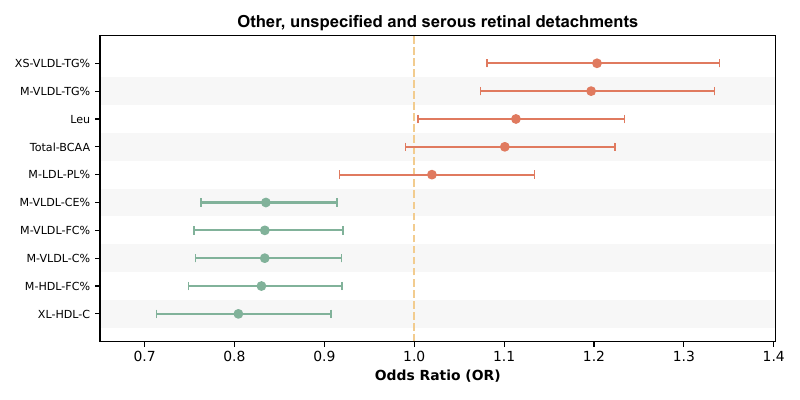 Other, unspecified and serous retinal detachments
XS-VLDL-TG%
M-VLDL-TG%
Leu
Total-BCAA
M-LDL-PL%
M-VLDL-CE%
M-VLDL-FC%
M-VLDL-C%
M-HDL-FC%
XL-HDL-C
0.7 0.8 0.9 1.0 1.1 1.2 1.3 1.4
Odds Ratio (OR)